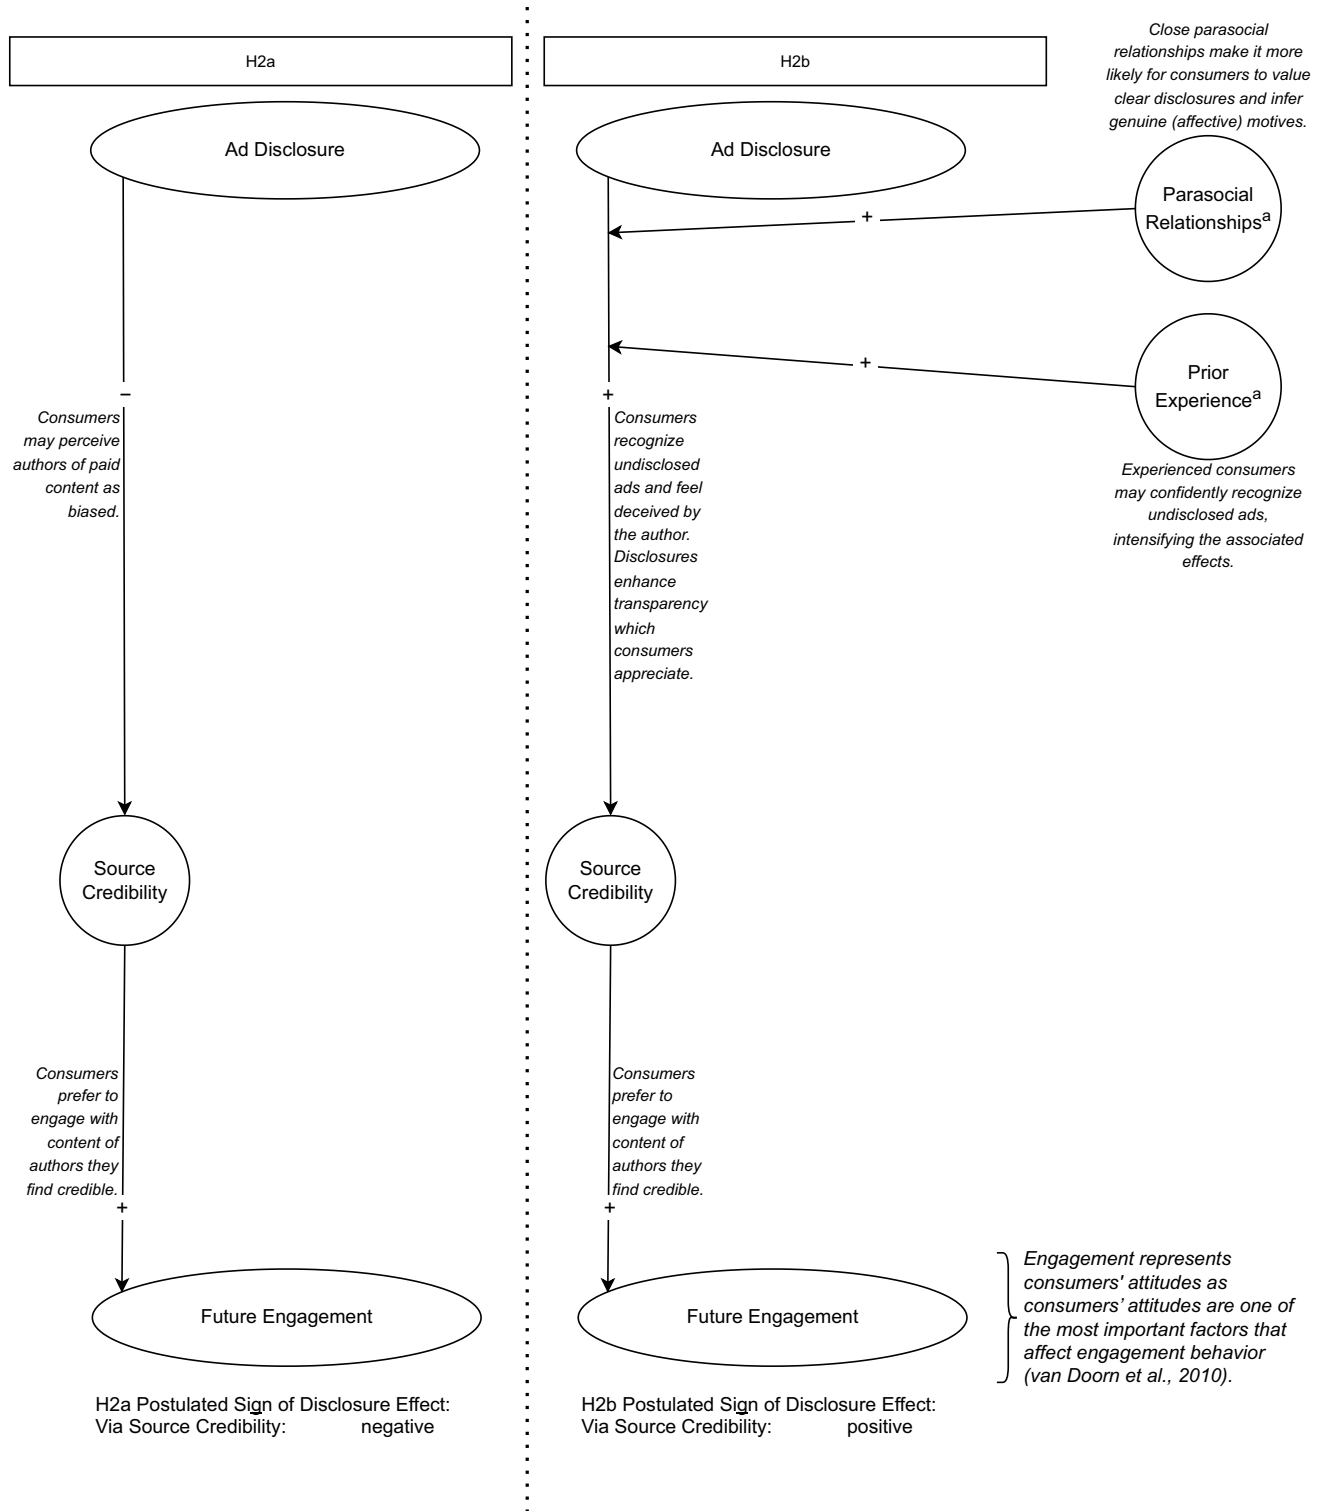 H2a
Ad Disclosure
−
Consumers
may perceive
authors of paid
content as
biased.
Source
Credibility
Consumers
prefer to
engage with
content of
authors they
find credible.
+
Future Engagement
H2a Postulated Sign of Disclosure Effect:
Via Source Credibility: negative
H2b
Ad Disclosure
Close parasocial
relationships make it more
likely for consumers to value
clear disclosures and infer
genuine (affective) motives.
Parasocial
Relationshipsᵃ
+
Prior
Experienceᵃ
+
Experienced consumers
may confidently recognize
undisclosed ads,
intensifying the associated
effects.
+
Consumers
recognize
undisclosed
ads and feel
deceived by
the author.
Disclosures
enhance
transparency
which
consumers
appreciate.
Source
Credibility
Consumers
prefer to
engage with
content of
authors they
find credible.
+
Future Engagement
Engagement represents
consumers' attitudes as
consumers’ attitudes are one of
the most important factors that
affect engagement behavior
(van Doorn et al., 2010).
H2b Postulated Sign of Disclosure Effect:
Via Source Credibility: positive